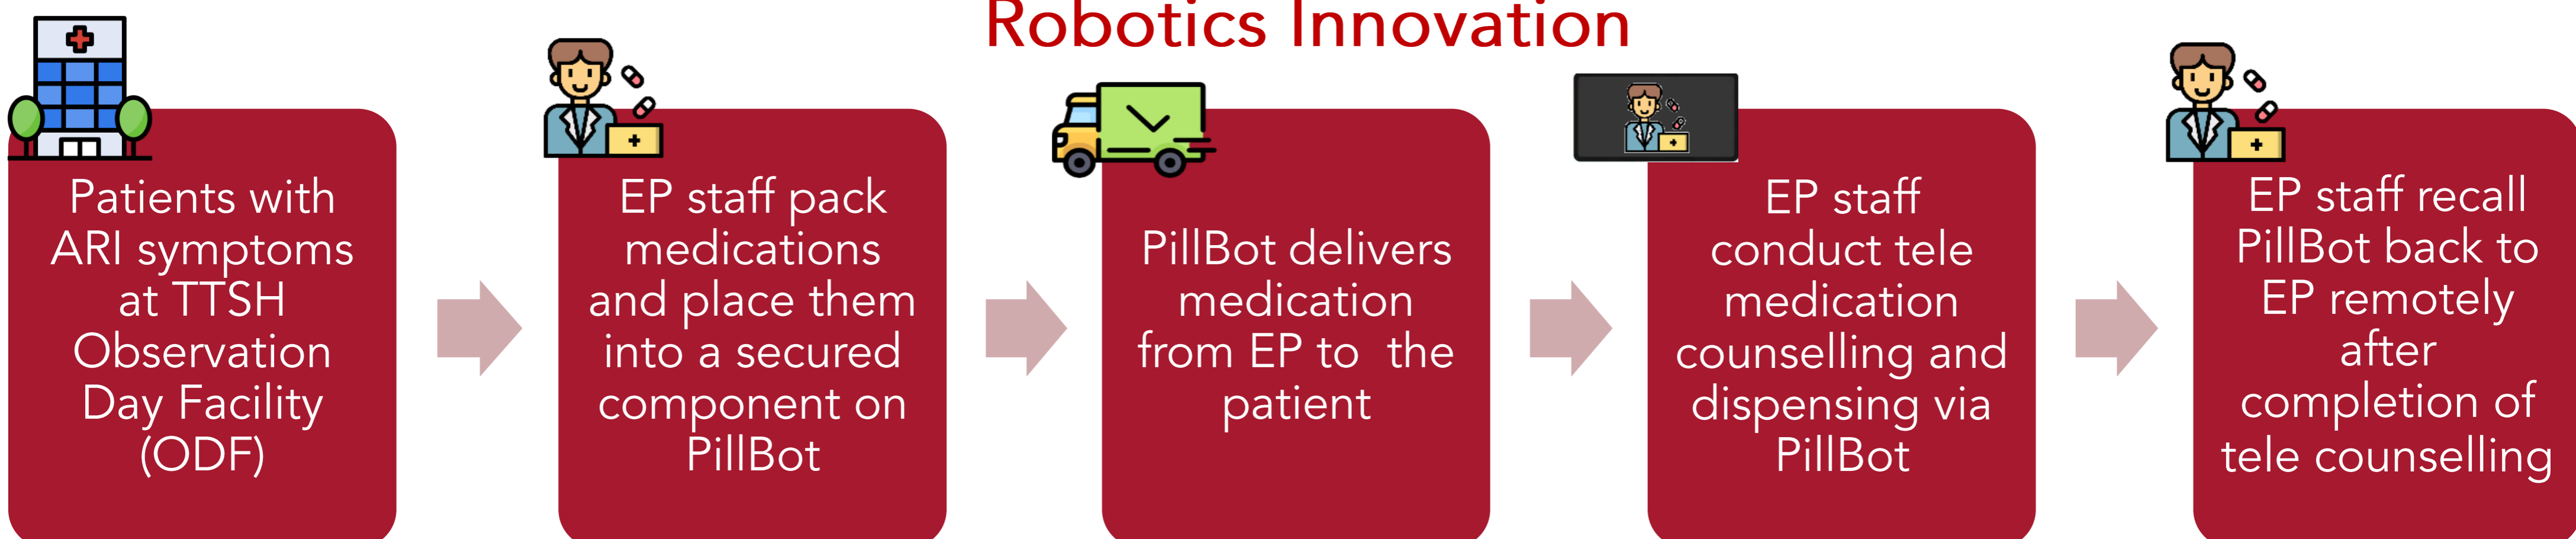 Robotics Innovation
Patients with
ARI symptoms
at TTSH
Observation
Day Facility
(ODF)
EP staff pack
medications
and place them
into a secured
component on
PillBot
PillBot delivers
medication
from EP to the
patient
EP staff
conduct tele
medication
counselling and
dispensing via
PillBot
EP staff recall
PillBot back to
EP remotely
after
completion of
tele counselling